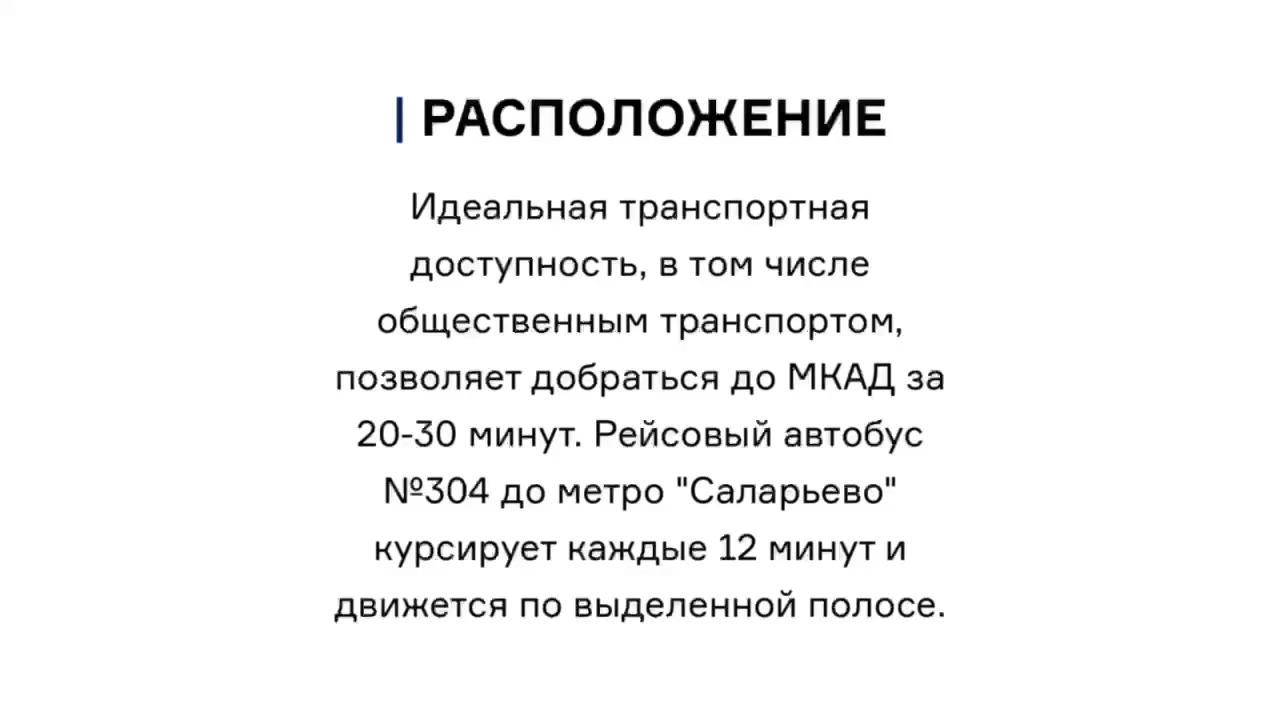 | РАСПОЛОЖЕНИЕ
Идеальная транспортная
доступность, в том числе
общественным транспортом,
позволяет добраться до МКАД за
20-30 минут. Рейсовый автобус
№304 до метро "Саларьево"
курсирует каждые 12 минут и
движется по выделенной полосе.